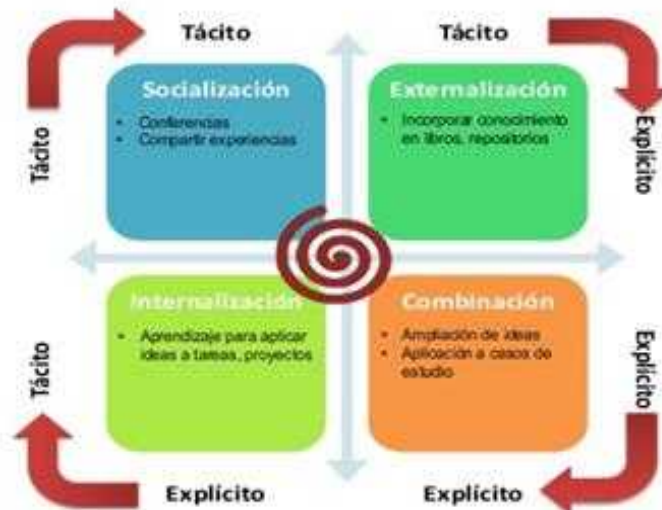 Tácito
Tácito
Socialización
• Conferencias
• Compartir experiencias
Tácito
Externalización
• Incorporar conocimiento
en libros, repositorios
Explícito
Internalización
• Aprendizaje para aplicar
ideas a tareas, proyectos
Tácito
Combinación
• Ampliación de ideas
• Aplicación a casos de
estudio
Explícito
Explícito
Explícito